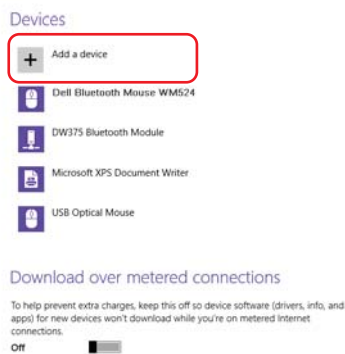 Devices
Add a device
Dell Bluetooth Mouse WM524
DW375 Bluetooth Module
Microsoft XPS Document Writer
USB Optical Mouse
Download over metered connections
To help prevent extra charges, keep this off so device software (drivers, info, and
apps) for new devices won't download while you're on metered Internet
connections.
Off